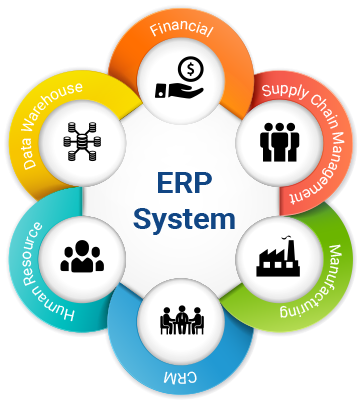 Financial
Supply Chain Management
Manufacturing
CRM
Human Resource
Data Warehouse
ERP
System
$